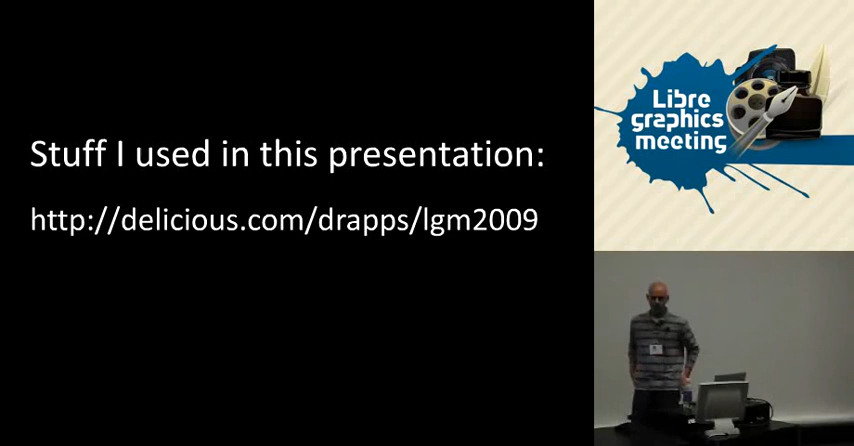 Stuff I used in this presentation:
http://delicious.com/drapps/lgm2009
Libre
graphics
meeting